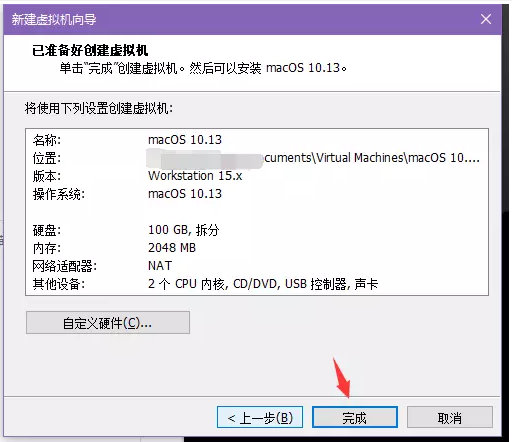 新建虚拟机向导
已准备好创建虚拟机
单击“完成”创建虚拟机。然后可以安装 macOS 10.13。
将使用下列设置创建虚拟机:
名称: macOS 10.13
位置: cuments\Virtual Machines\macOS 10....
版本: Workstation 15.x
操作系统: macOS 10.13
硬盘: 100 GB, 拆分
内存: 2048 MB
网络适配器: NAT
其他设备: 2 个 CPU 内核, CD/DVD, USB 控制器, 声卡
自定义硬件(C)...
< 上一步(B) 完成 取消